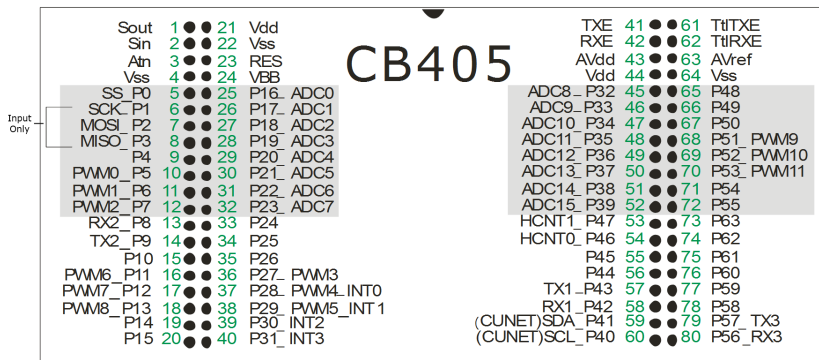 CB405
Input
Only
Sout 1 21 Vdd
Sin 2 22 Vss
Atn 3 23 RES
Vss 4 24 VBB
SS_P0 5 25 P16_ADC0
SCK_P1 6 26 P17_ADC1
MOSI_P2 7 27 P18_ADC2
MISO_P3 8 28 P19_ADC3
P4 9 29 P20_ADC4
PWM0_P5 10 30 P21_ADC5
PWM1_P6 11 31 P22_ADC6
PWM2_P7 12 32 P23_ADC7
RX2_P8 13 33 P24
TX2_P9 14 34 P25
P10 15 35 P26
PWM6_P11 16 36 P27_PWM3
PWM7_P12 17 37 P28_PWM4_INT0
PWM8_P13 18 38 P29_PWM5_INT1
P14 19 39 P30_INT2
P15 20 40 P31_INT3
TXE 41 61 TtlTXE
RXE 42 62 TtlRXE
AVdd 43 63 AVref
Vdd 44 64 Vss
ADC8_P32 45 65 P48
ADC9_P33 46 66 P49
ADC10_P34 47 67 P50
ADC11_P35 48 68 P51_PWM9
ADC12_P36 49 69 P52_PWM10
ADC13_P37 50 70 P53_PWM11
ADC14_P38 51 71 P54
ADC15_P39 52 72 P55
HCNT1_P47 53 73 P63
HCNT0_P46 54 74 P62
P45 55 75 P61
P44 56 76 P60
TX1_P43 57 77 P59
RX1_P42 58 78 P58
(CUNET)SDA_P41 59 79 P57_TX3
(CUNET)SCL_P40 60 80 P56_RX3